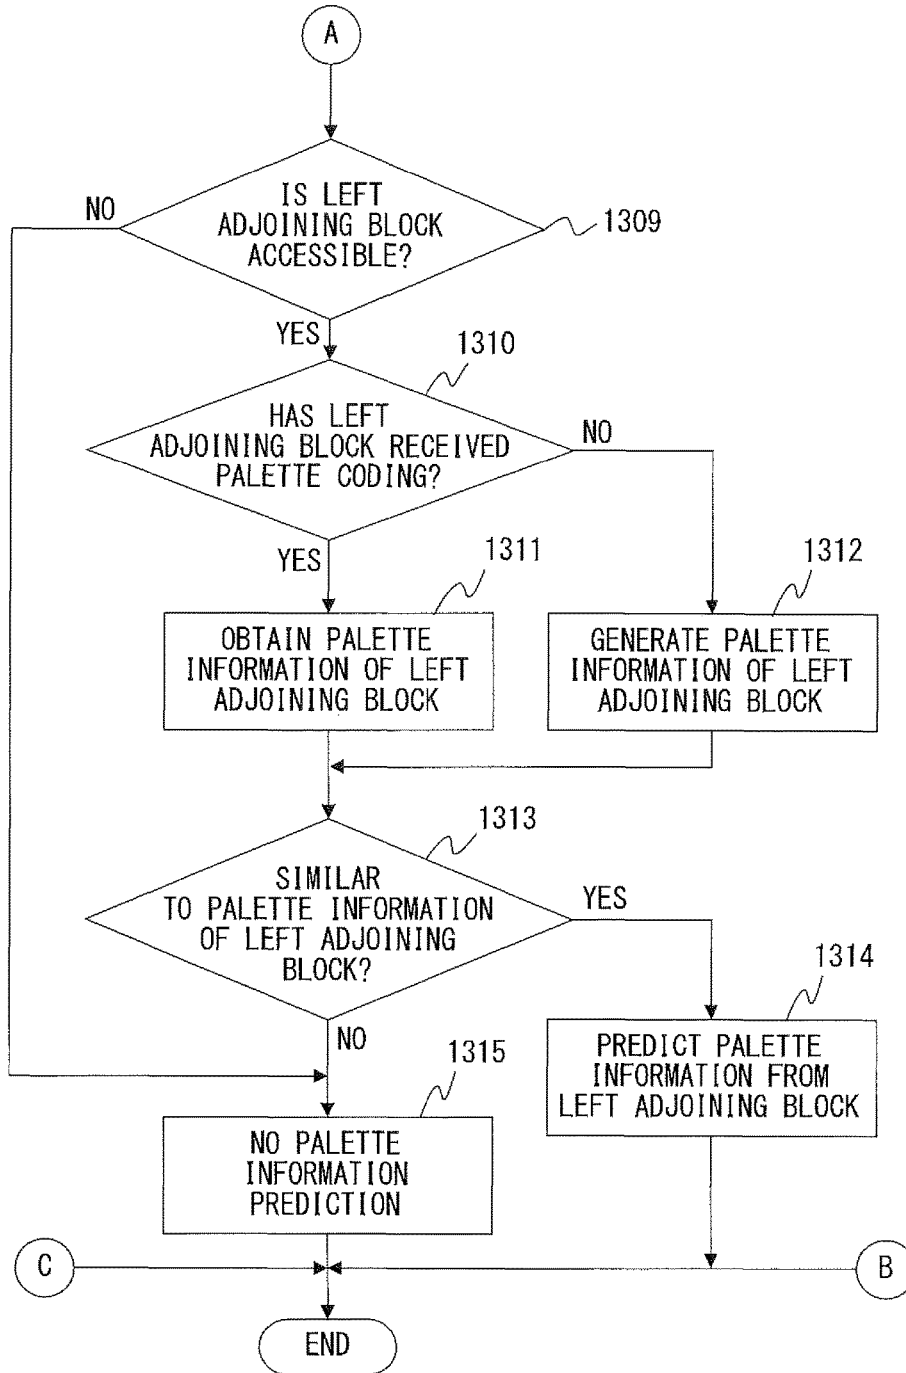 A
IS LEFT
ADJOINING BLOCK
ACCESSIBLE?
NO
1309
YES
1310
HAS LEFT
ADJOINING BLOCK RECEIVED
PALETTE CODING?
NO
YES
1311
1312
OBTAIN PALETTE
INFORMATION OF LEFT
ADJOINING BLOCK
GENERATE PALETTE
INFORMATION OF LEFT
ADJOINING BLOCK
1313
SIMILAR
TO PALETTE INFORMATION
OF LEFT ADJOINING
BLOCK?
YES
1314
NO
PREDICT PALETTE
INFORMATION FROM
LEFT ADJOINING BLOCK
1315
NO PALETTE
INFORMATION
PREDICTION
C
B
END